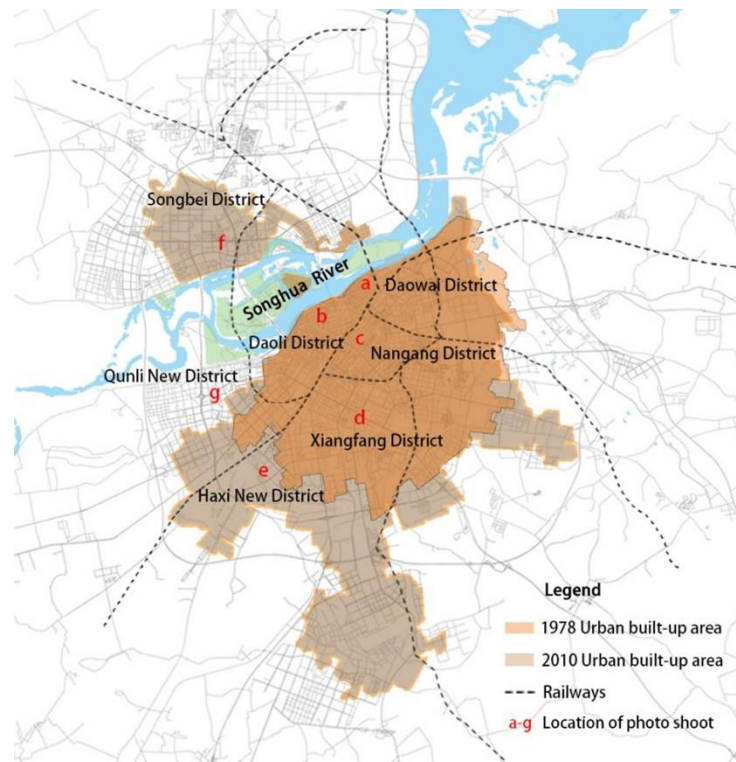 Songbei District
f
Songhua River
a
Daowai District
b
Daoli District
c
Nangang District
Qunli New District
g
d
Xiangfang District
e
Haxi New District
Legend
1978 Urban built-up area
2010 Urban built-up area
Railways
a-g Location of photo shoot